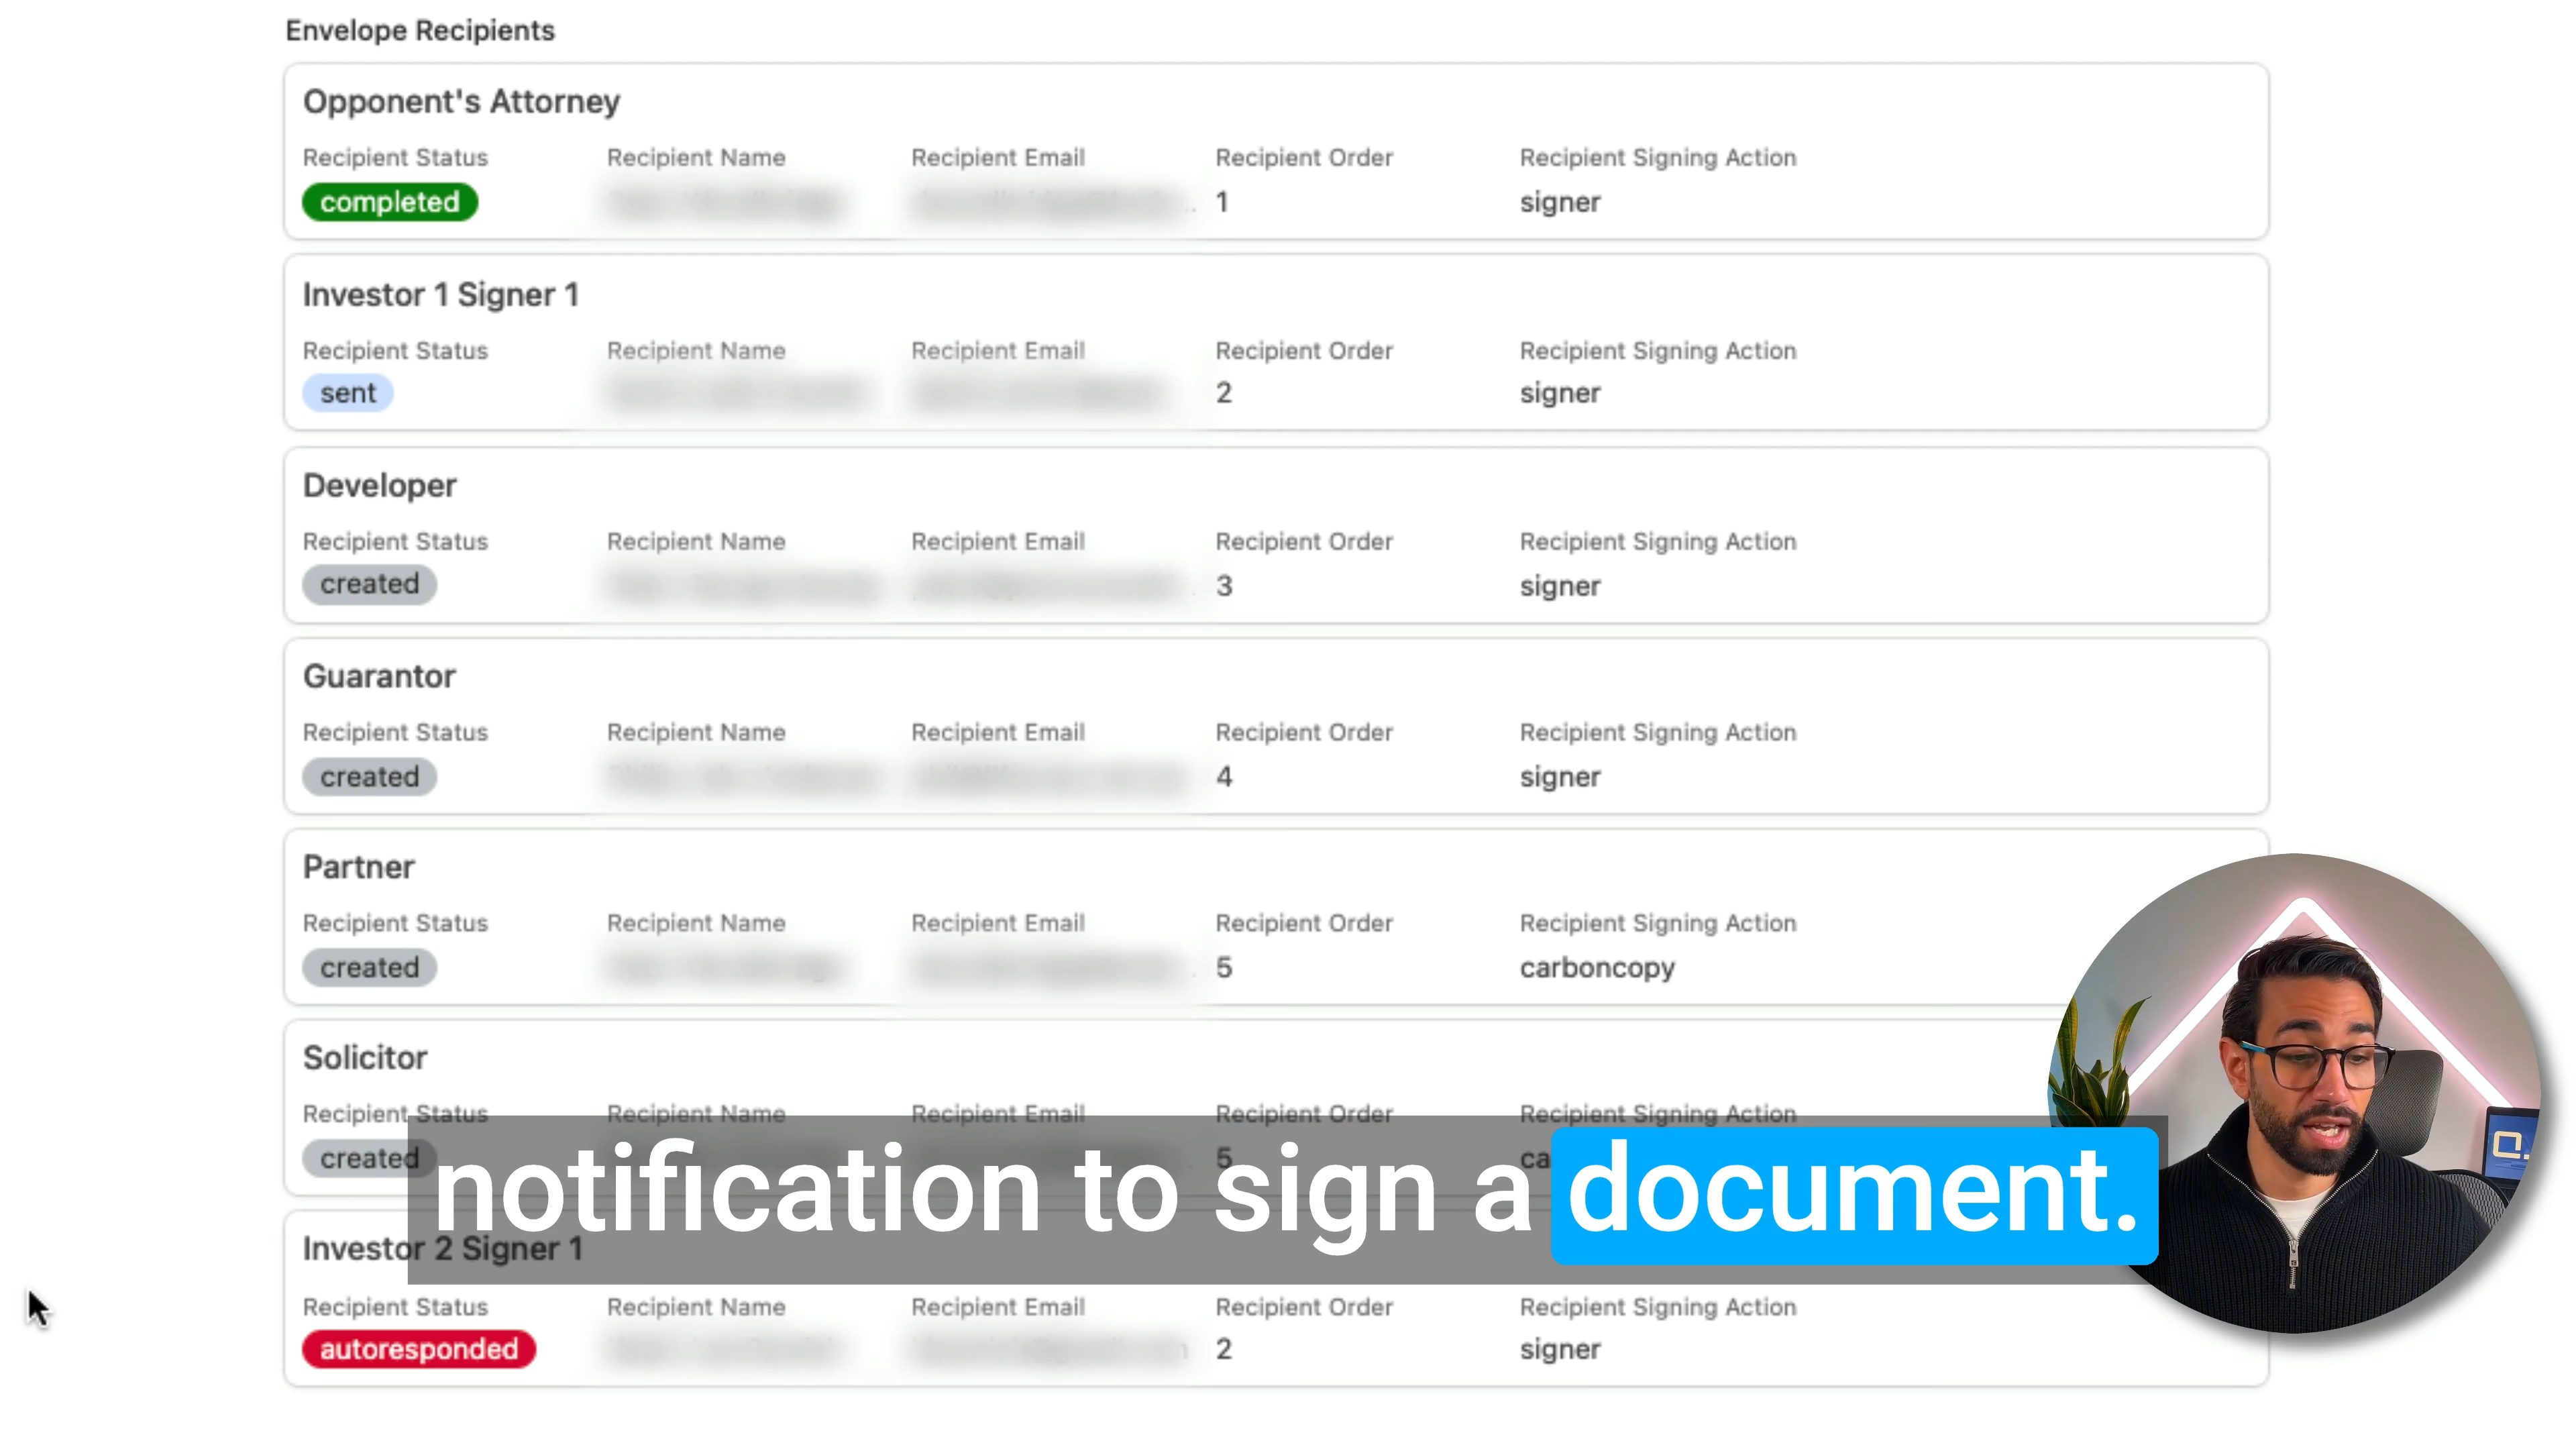 Envelope Recipients
Opponent's Attorney
Recipient Status Recipient Name Recipient Email Recipient Order Recipient Signing Action
completed 1 signer
Investor 1 Signer 1
Recipient Status Recipient Name Recipient Email Recipient Order Recipient Signing Action
sent 2 signer
Developer
Recipient Status Recipient Name Recipient Email Recipient Order Recipient Signing Action
created 3 signer
Guarantor
Recipient Status Recipient Name Recipient Email Recipient Order Recipient Signing Action
created 4 signer
Partner
Recipient Status Recipient Name Recipient Email Recipient Order Recipient Signing Action
created 5 carboncopy
Solicitor
Recipient Status Recipient Name Recipient Email Recipient Order Recipient Signing Action
created 5
notification to sign a document.
Investor 2 Signer 1
Recipient Status Recipient Name Recipient Email Recipient Order Recipient Signing Action
autoresponded 2 signer